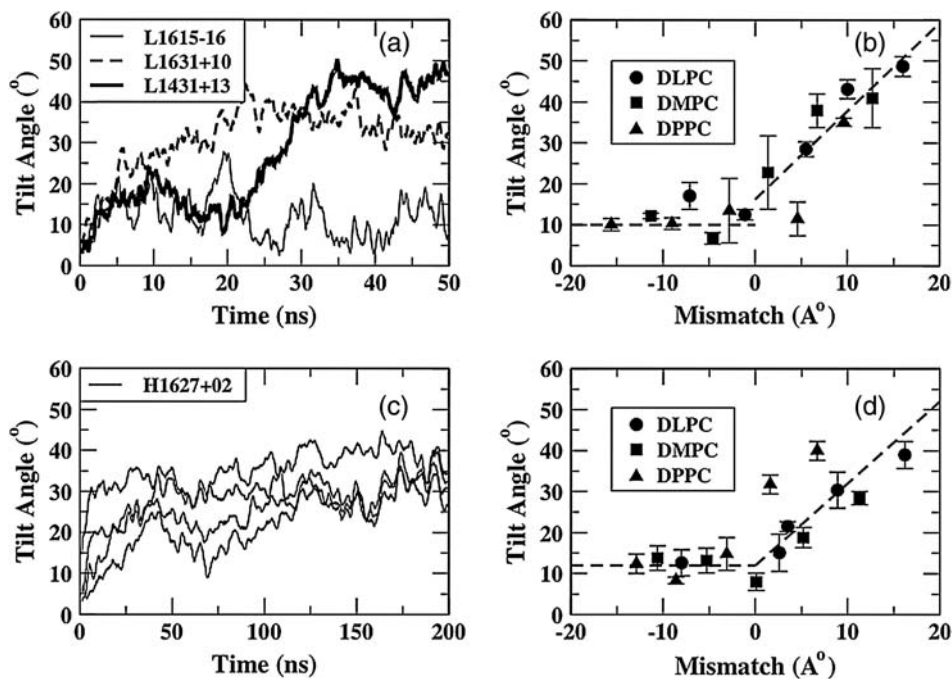 60
50
40
30
20
10
0
Tilt Angle (°)
L1615-16
L1631+10
L1431+13
(a)
0 10 20 30 40 50
Time (ns)
60
50
40
30
20
10
0
Tilt Angle (°)
DLPC
DMPC
DPPC
(b)
-20 -10 0 10 20
Mismatch (A°)
60
50
40
30
20
10
0
Tilt Angle (°)
H1627+02
(c)
0 50 100 150 200
Time (ns)
60
50
40
30
20
10
0
Tilt Angle (°)
DLPC
DMPC
DPPC
(d)
-20 -10 0 10 20
Mismatch (A°)